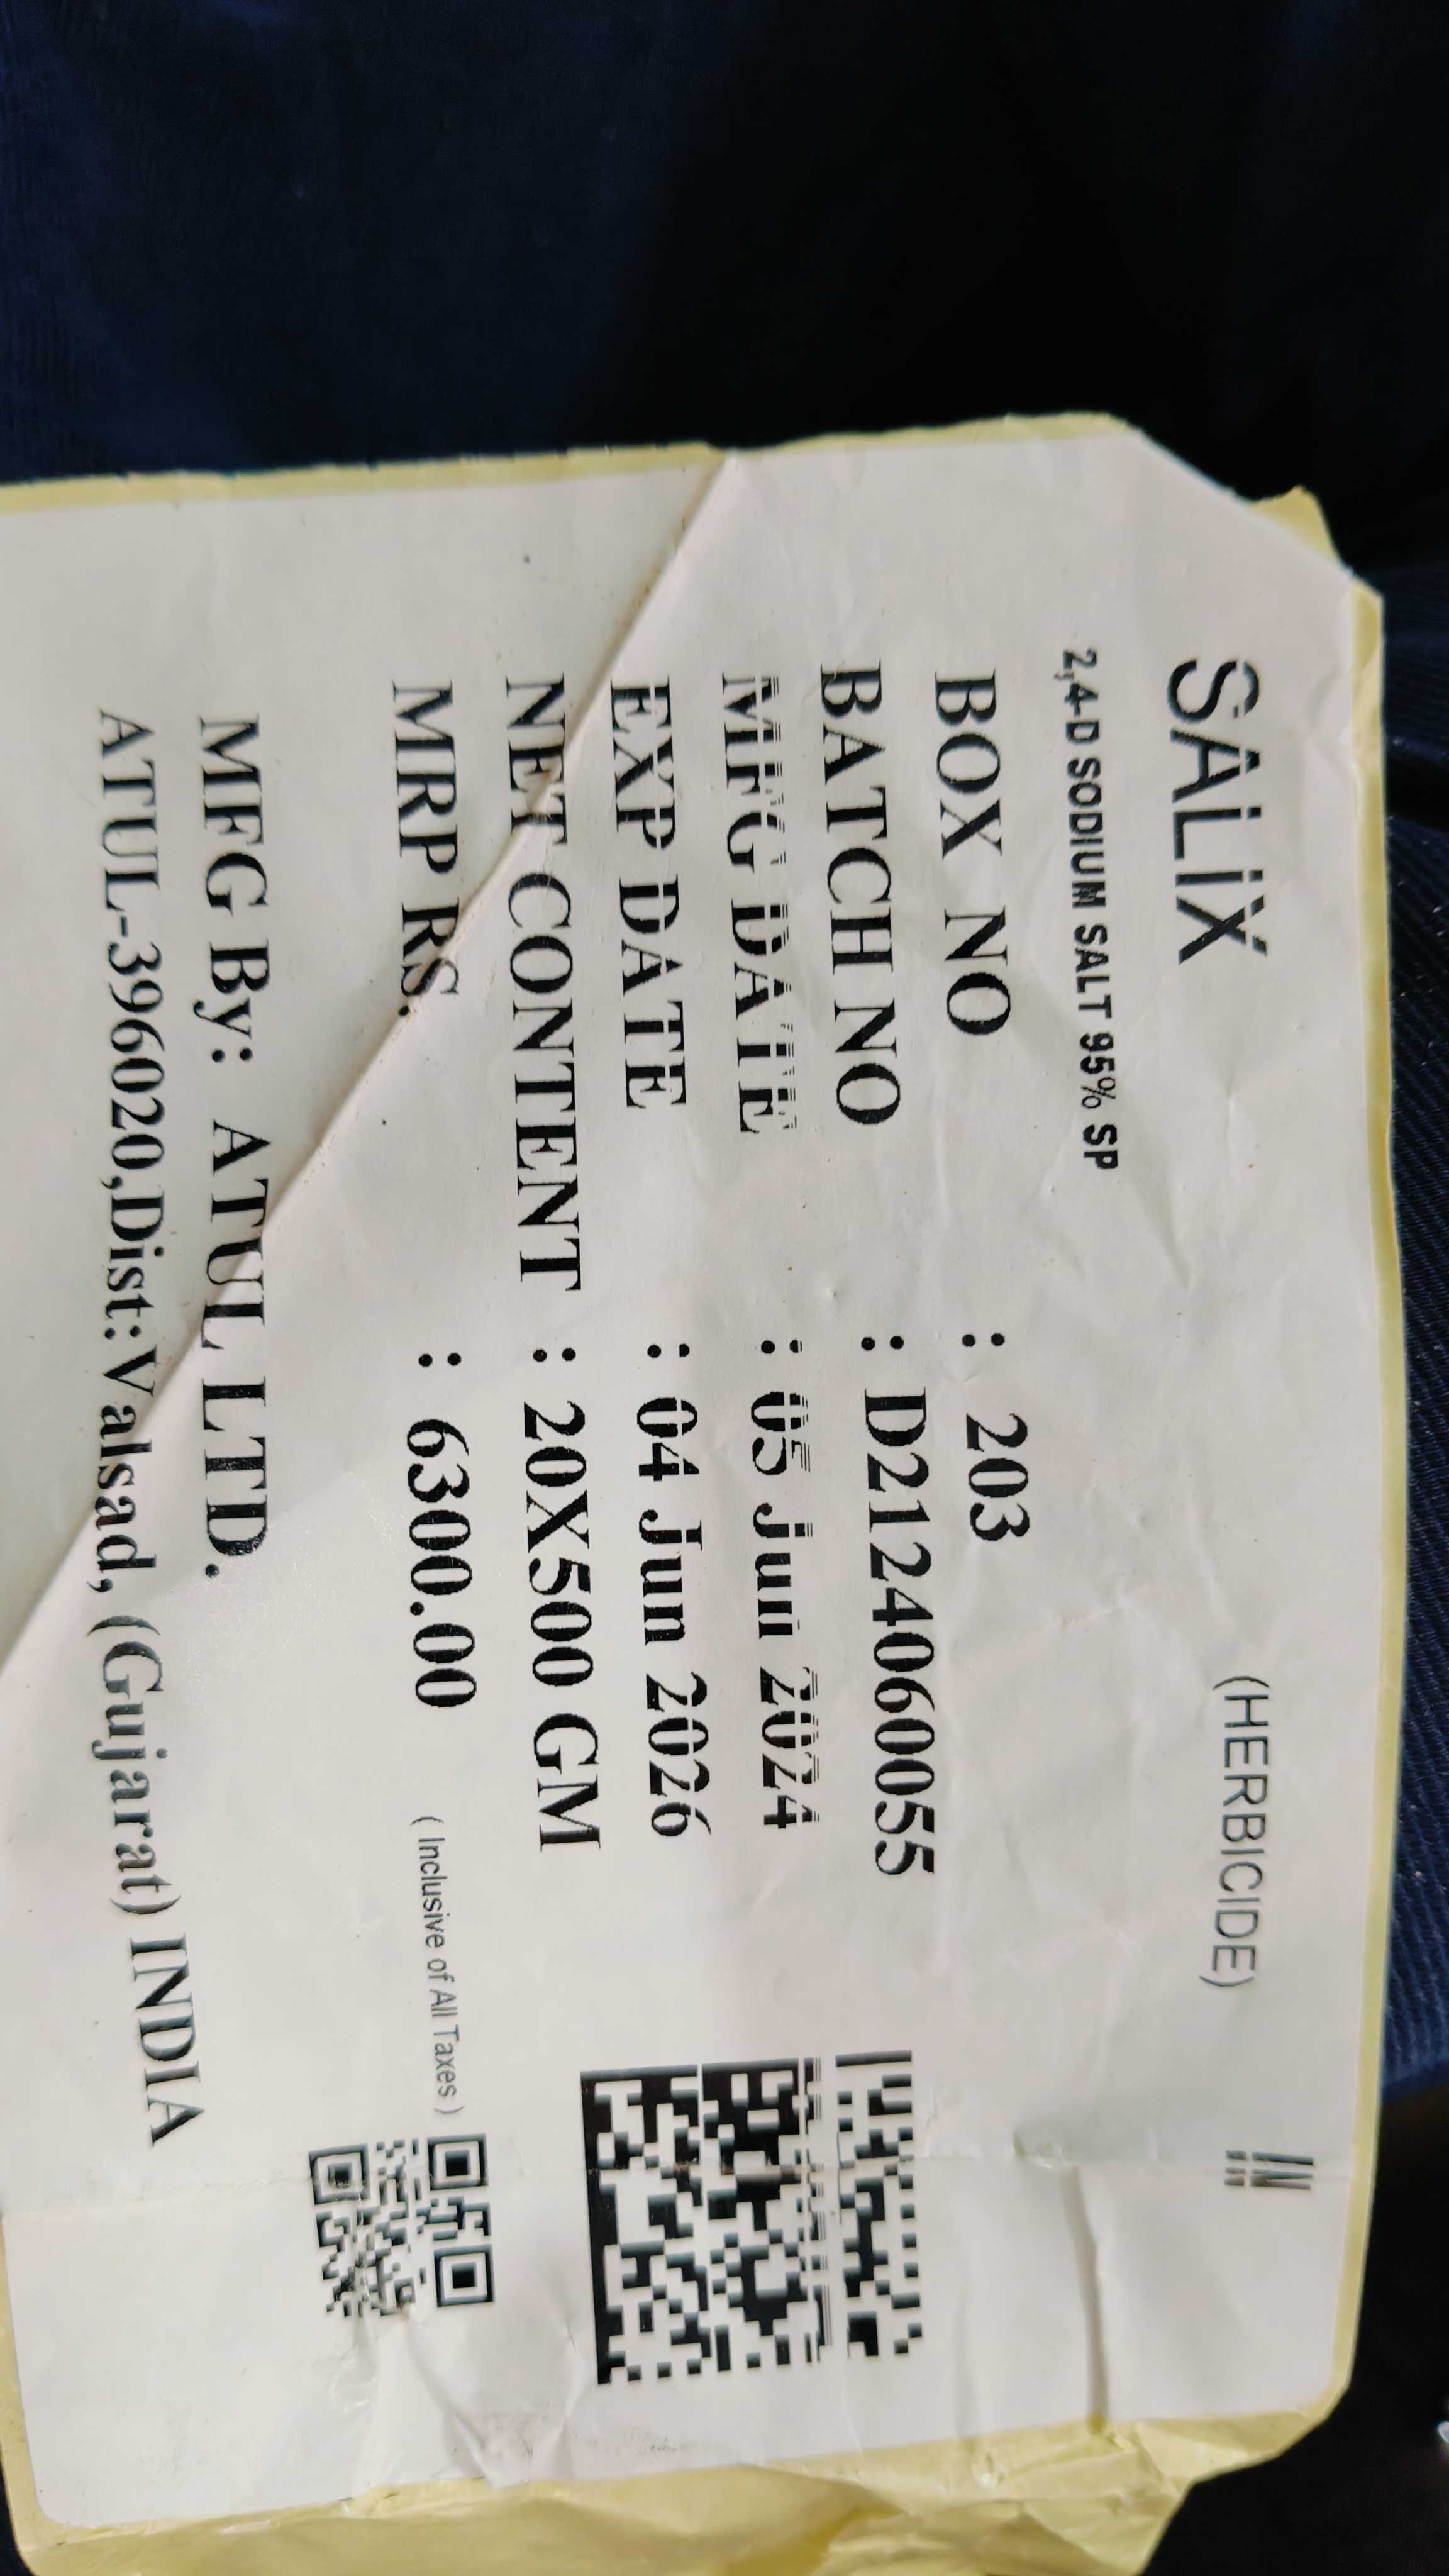 SALIX (HERBICIDE)
2,4-D SODIUM SALT 95% SP
BOX NO : 203
BATCH NO : D2124060055
MFG DATE : 05 Jun 2024
EXP DATE : 04 Jun 2026
NET CONTENT : 20X500 GM
MRP RS. : 6300.00 ( Inclusive of All Taxes )
MFG By: ATUL LTD.
ATUL-396020,Dist:Valsad, (Gujarat) INDIA